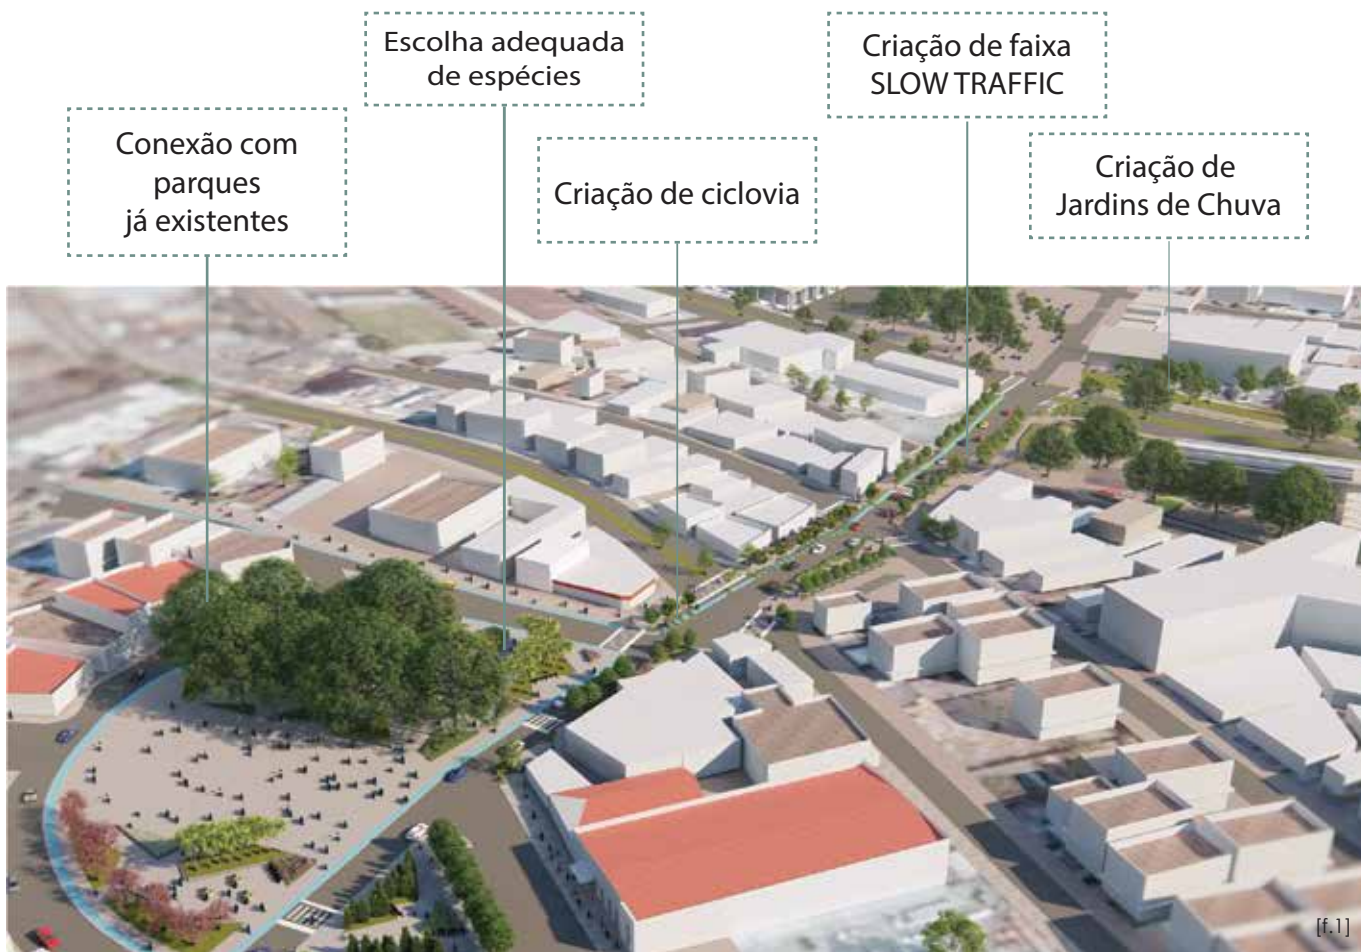 Conexão com
parques
já existentes
Escolha adequada
de espécies
Criação de ciclovia
Criação de faixa
SLOW TRAFFIC
Criação de
Jardins de Chuva
[f.1]